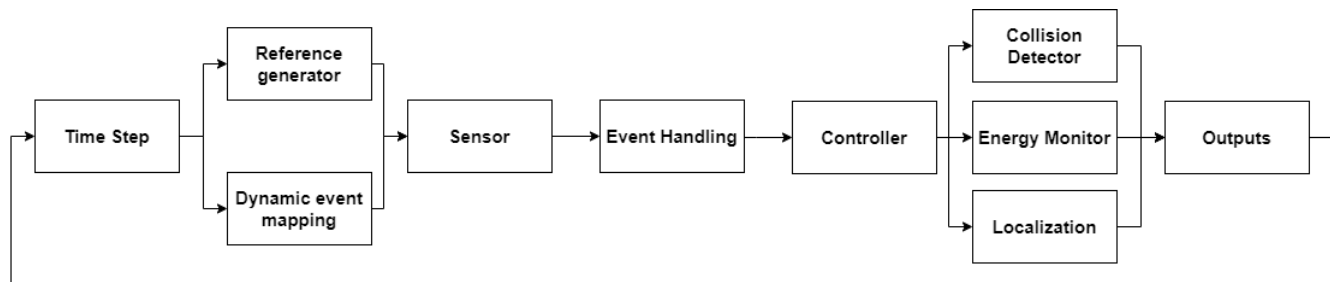 Time Step
Reference
generator
Dynamic event
mapping
Sensor
Event Handling
Controller
Collision
Detector
Energy Monitor
Localization
Outputs